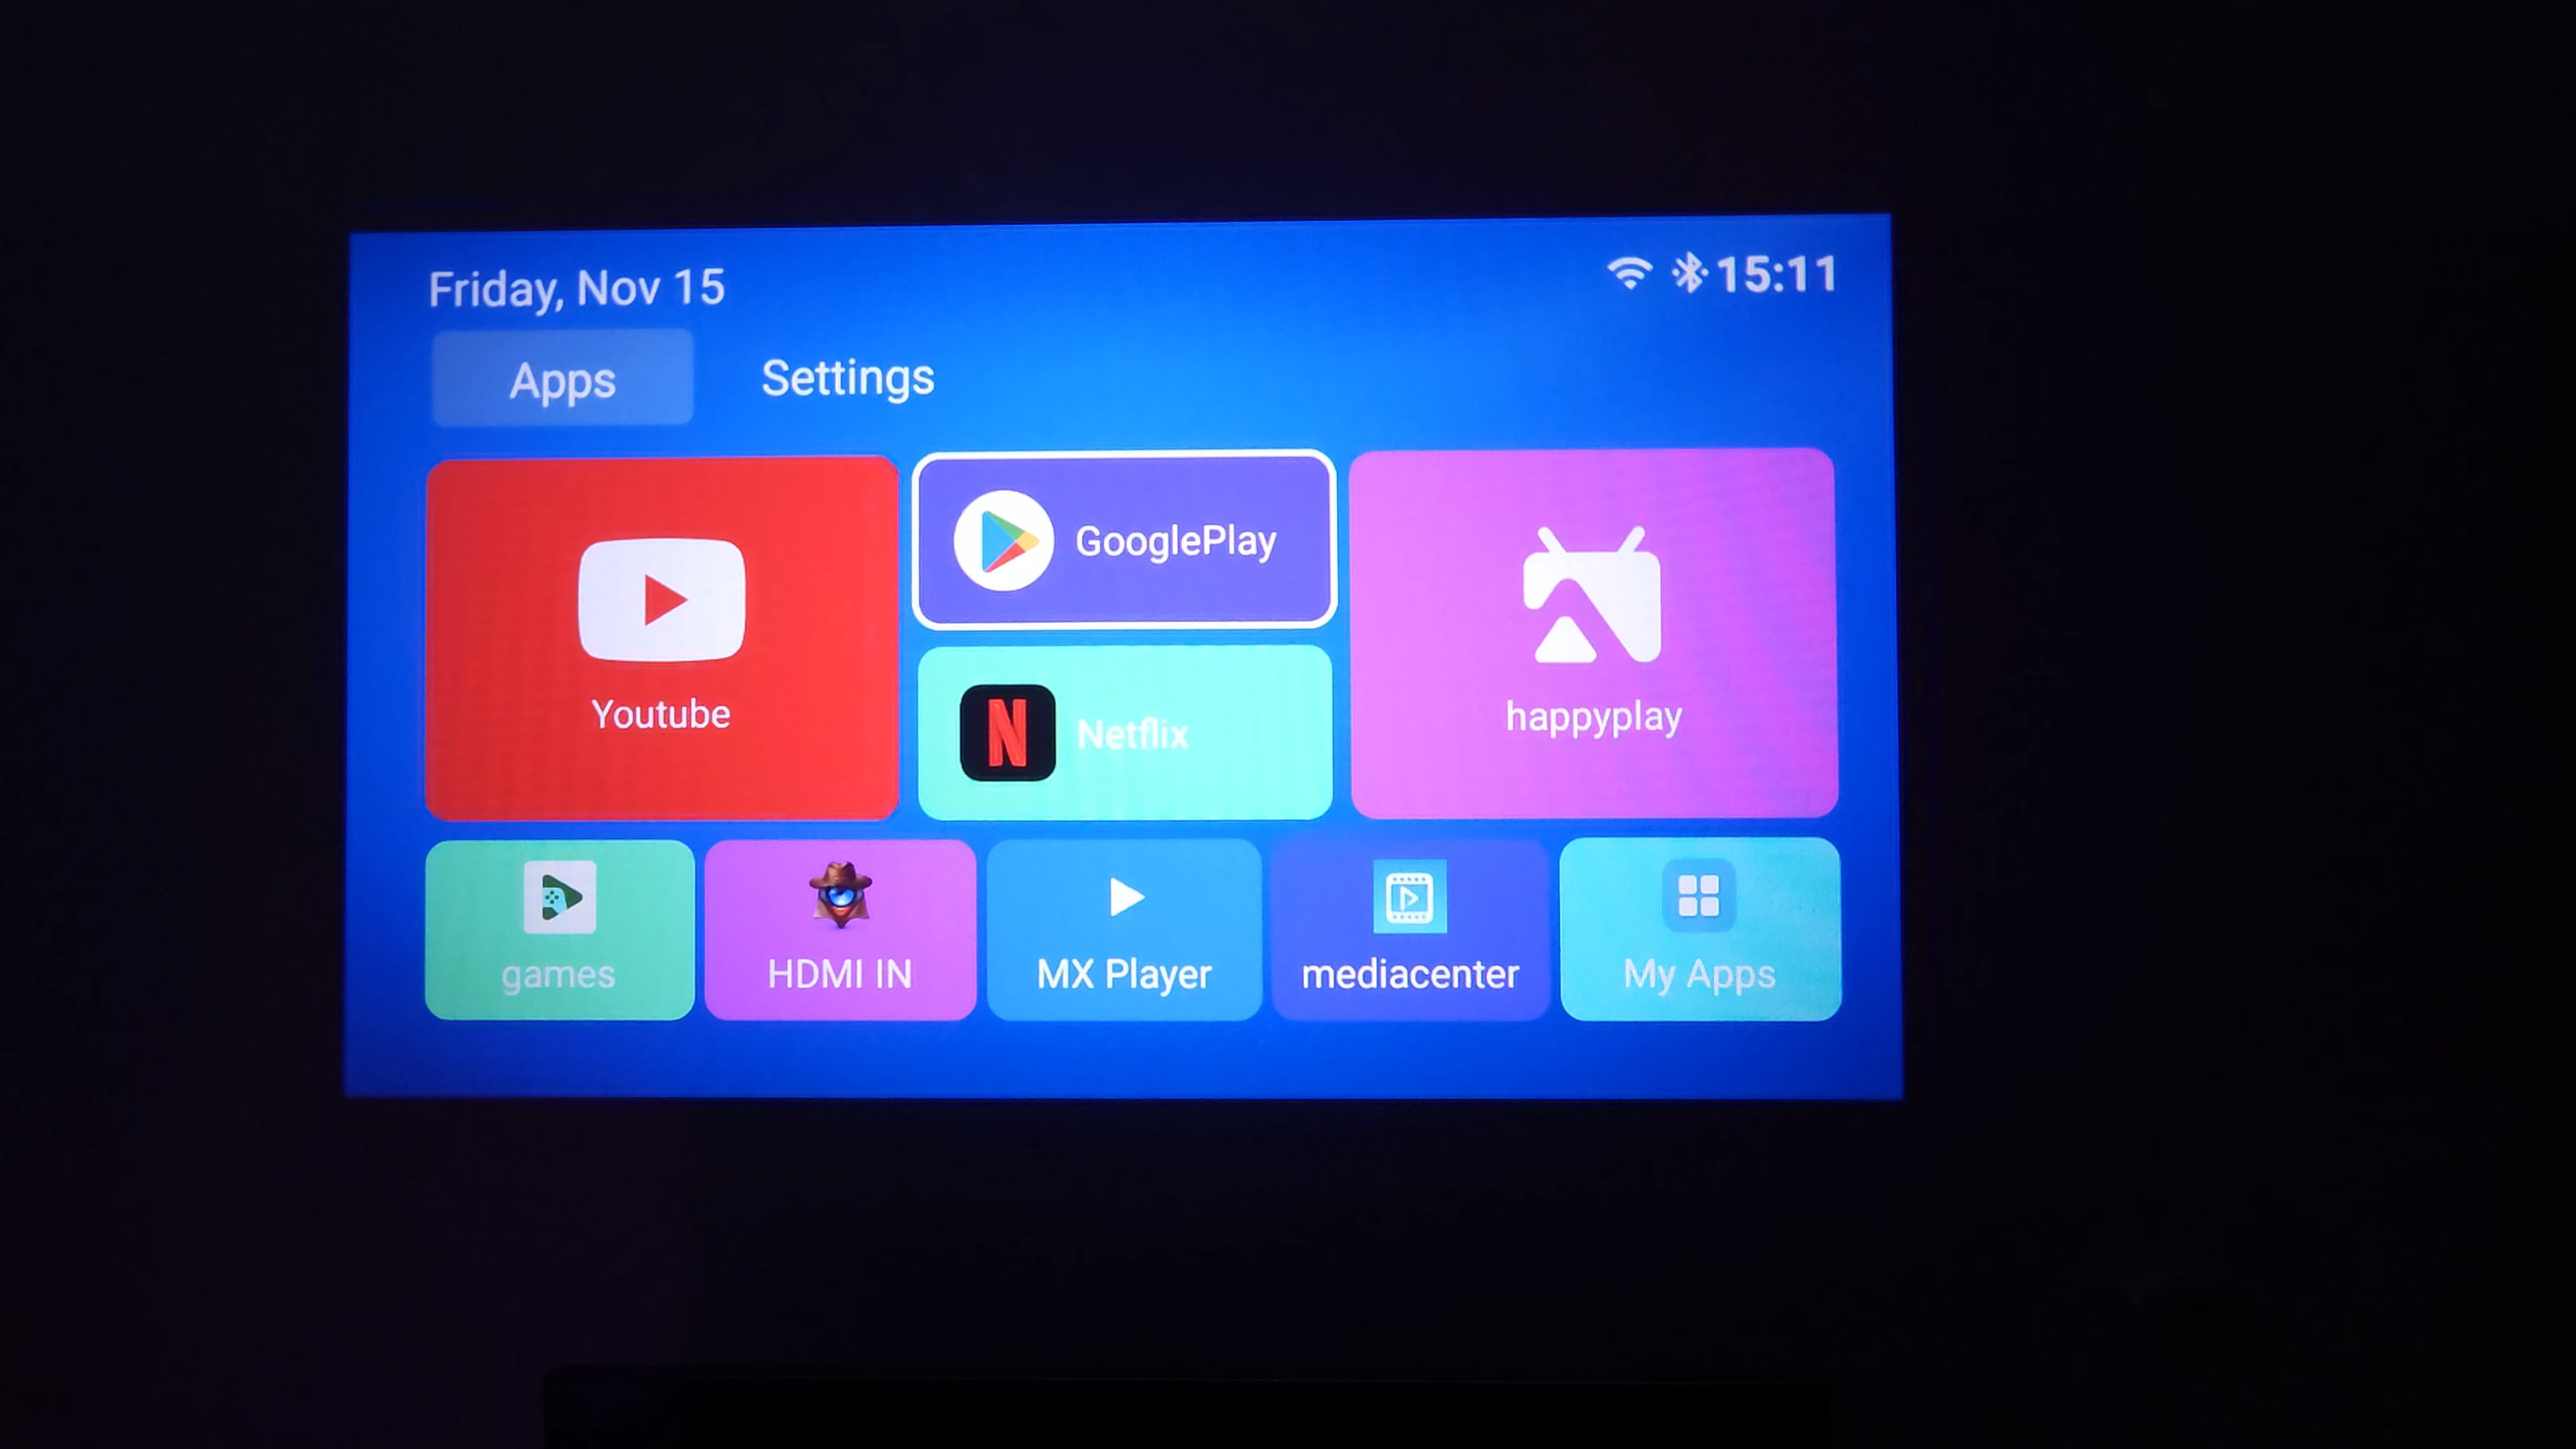 Friday, Nov 15
15:11
Apps
Settings
Youtube
GooglePlay
Netflix
happyplay
games
HDMI IN
MX Player
mediacenter
My Apps